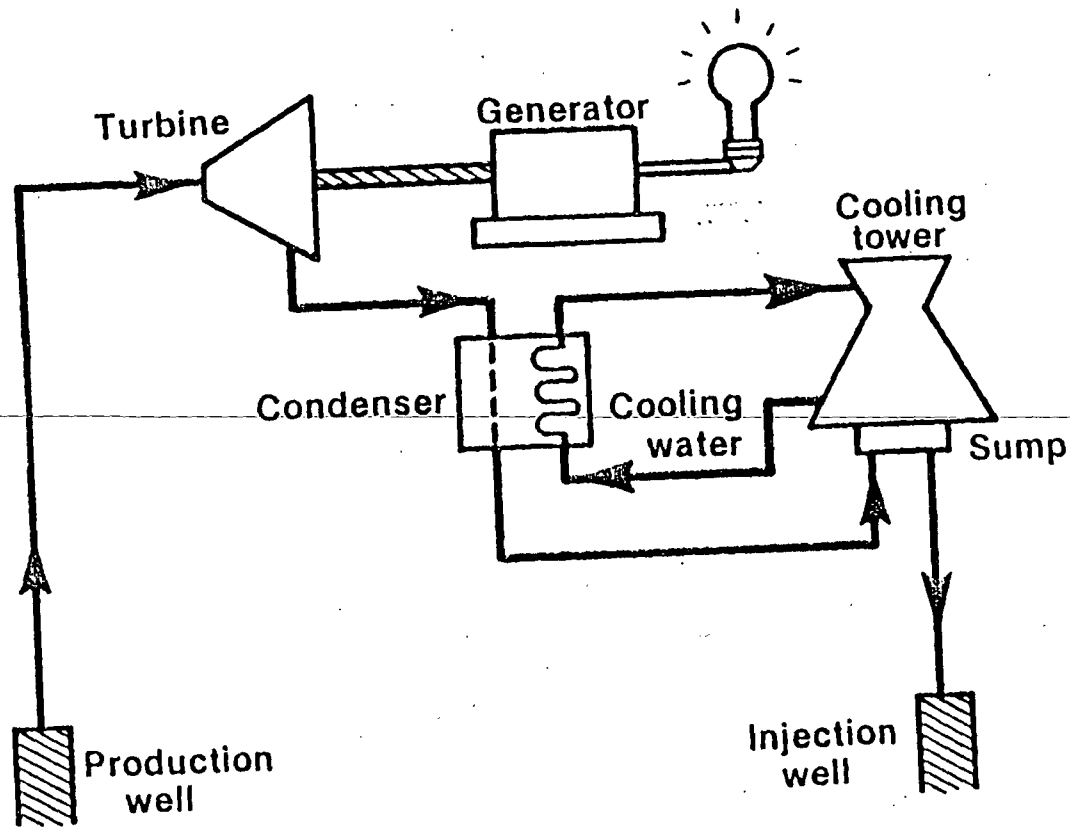 Generator
Turbine
Cooling
tower
Condenser
Cooling
water
Sump
Production
well
Injection
well